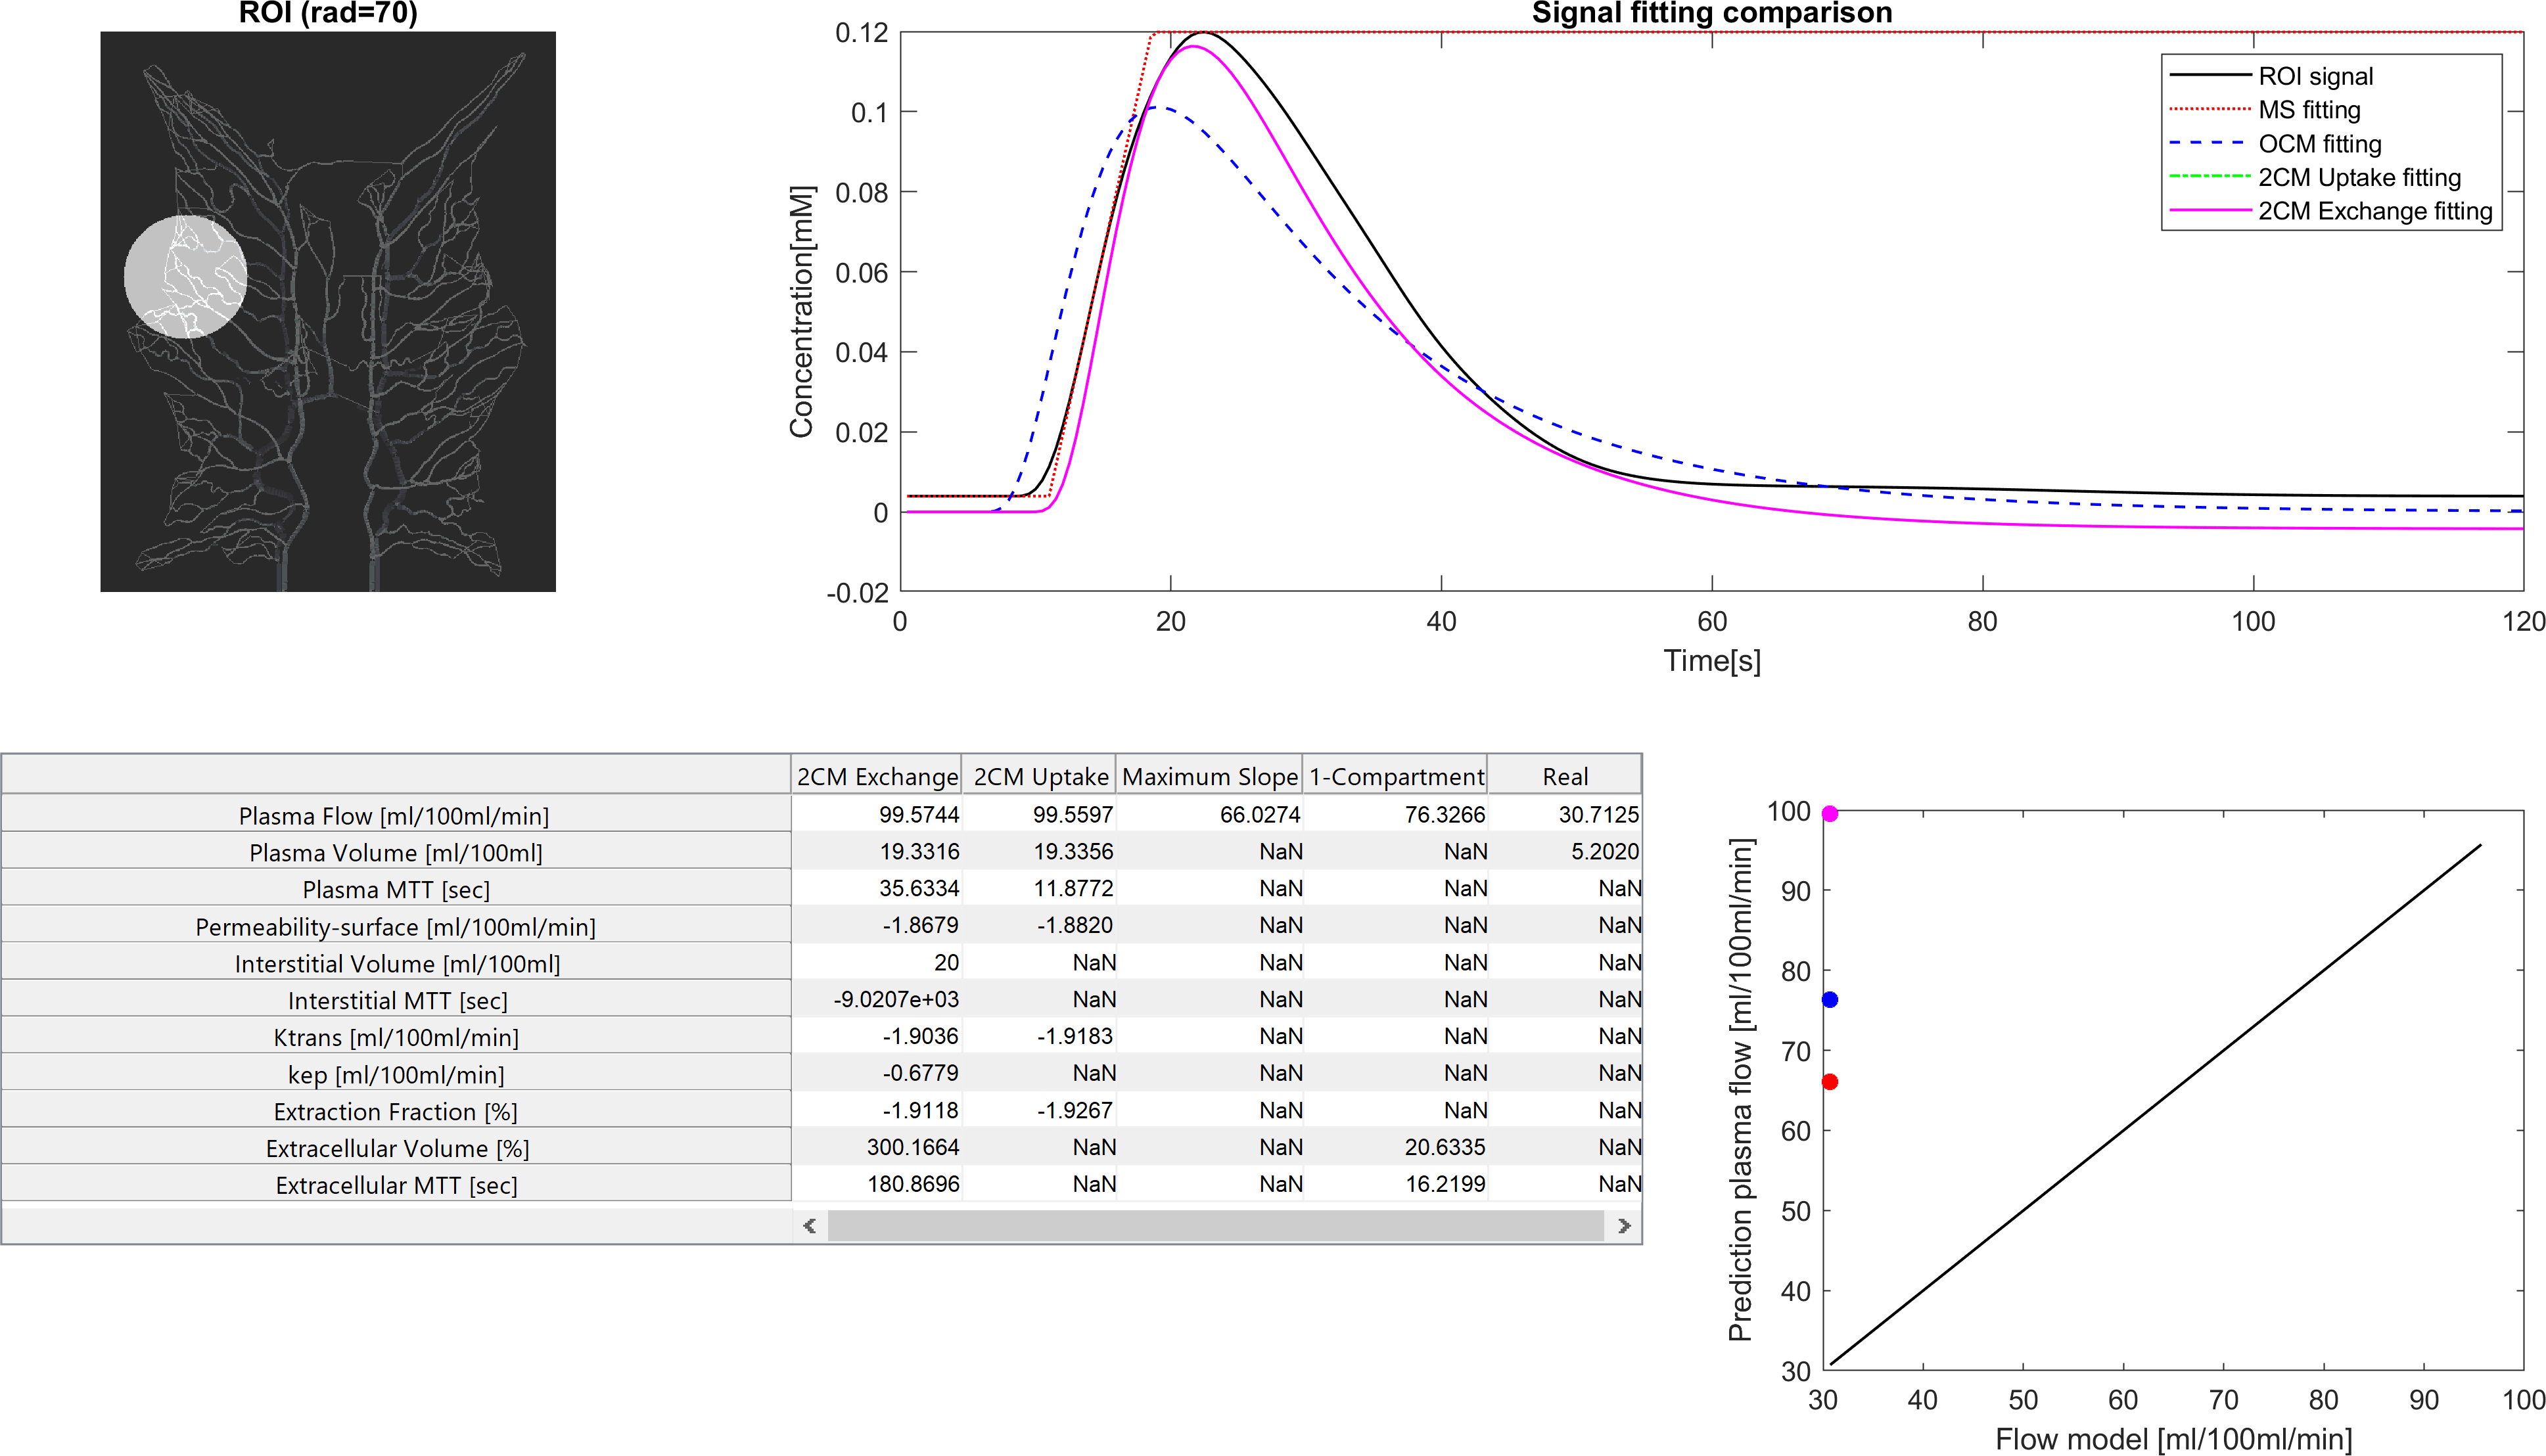 ROI (rad=70)
Signal fitting comparison
0.12
0.1
0.08
0.06
0.04
0.02
0
-0.02
Concentration[mM]
0 20 40 60 80 100 120
Time[s]
ROI signal
MS fitting
OCM fitting
2CM Uptake fitting
2CM Exchange fitting
2CM Exchange 2CM Uptake Maximum Slope 1-Compartment Real
Plasma Flow [ml/100ml/min] 99.5744 99.5597 66.0274 76.3266 30.7125
Plasma Volume [ml/100ml] 19.3316 19.3356 NaN NaN 5.2020
Plasma MTT [sec] 35.6334 11.8772 NaN NaN NaN
Permeability-surface [ml/100ml/min] -1.8679 -1.8820 NaN NaN NaN
Interstitial Volume [ml/100ml] 20 NaN NaN NaN NaN
Interstitial MTT [sec] -9.0207e+03 NaN NaN NaN NaN
Ktrans [ml/100ml/min] -1.9036 -1.9183 NaN NaN NaN
kep [ml/100ml/min] -0.6779 NaN NaN NaN NaN
Extraction Fraction [%] -1.9118 -1.9267 NaN NaN NaN
Extracellular Volume [%] 300.1664 NaN NaN 20.6335 NaN
Extracellular MTT [sec] 180.8696 NaN NaN 16.2199 NaN
100
90
80
70
60
50
40
30
Prediction plasma flow [ml/100ml/min]
30 40 50 60 70 80 90 100
Flow model [ml/100ml/min]